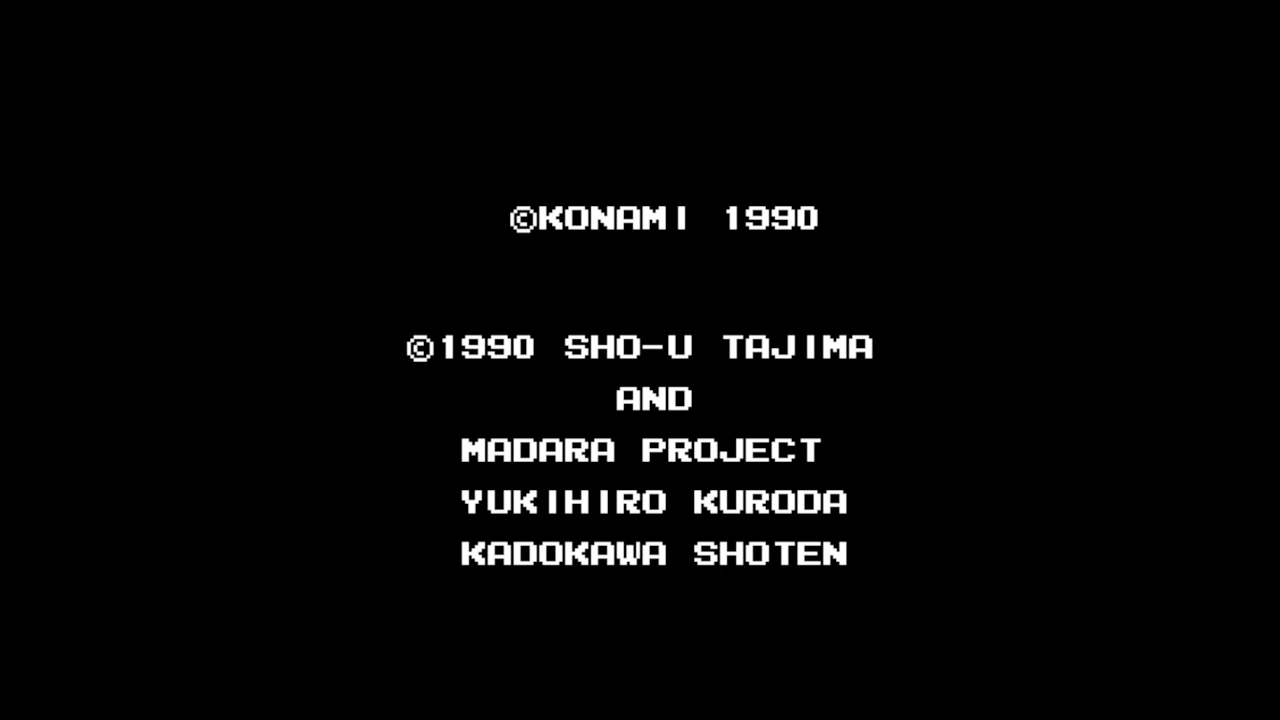 ©KONAMI 1990
©1990 SHO-U TAJIMA
AND
MADARA PROJECT
YUKIHIRO KURODA
KADOKAWA SHOTEN